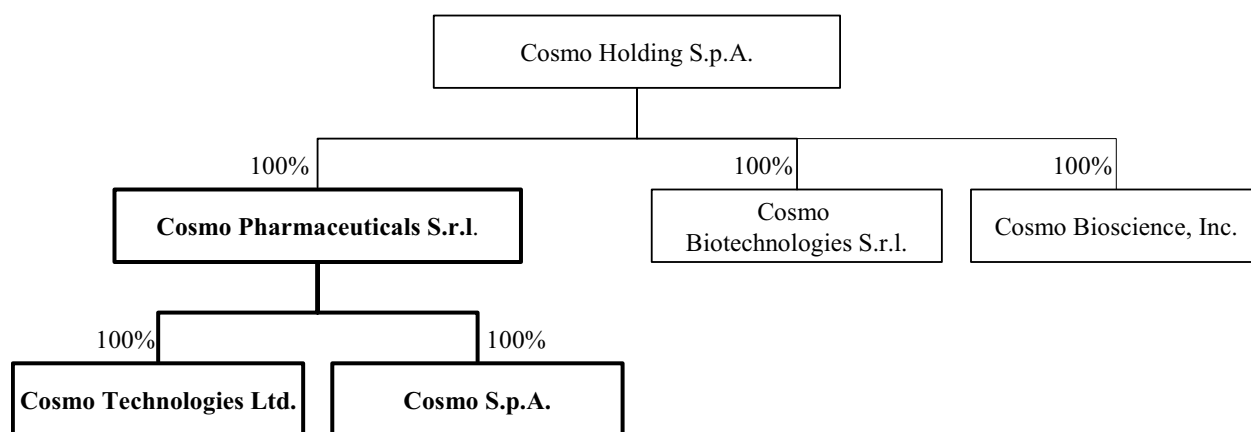 Cosmo Holding S.p.A.
100%
100%
100%
Cosmo Pharmaceuticals S.r.l.
Cosmo
Biotechnologies S.r.l.
Cosmo Bioscience, Inc.
100%
100%
Cosmo Technologies Ltd.
Cosmo S.p.A.